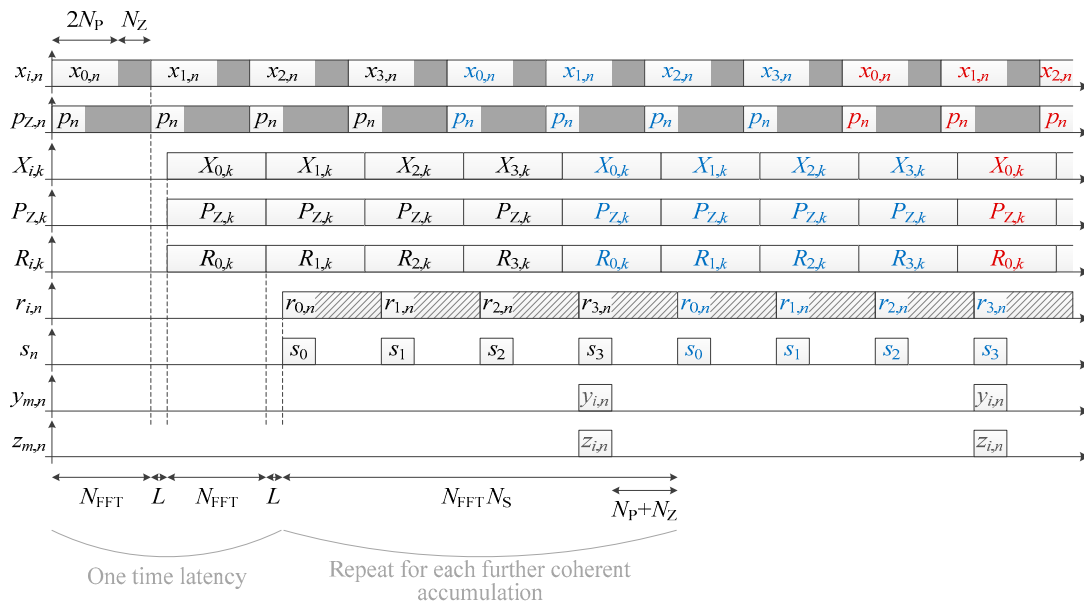 2N_P N_Z
x_{i,n} x_{0,n} x_{1,n} x_{2,n} x_{3,n} x_{0,n} x_{1,n} x_{2,n} x_{3,n} x_{0,n} x_{1,n} x_{2,n}
p_{Z,n} p_n p_n p_n p_n p_n p_n p_n p_n p_n p_n p_n
X_{i,k} X_{0,k} X_{1,k} X_{2,k} X_{3,k} X_{0,k} X_{1,k} X_{2,k} X_{3,k} X_{0,k}
P_{Z,k} P_{Z,k} P_{Z,k} P_{Z,k} P_{Z,k} P_{Z,k} P_{Z,k} P_{Z,k} P_{Z,k} P_{Z,k}
R_{i,k} R_{0,k} R_{1,k} R_{2,k} R_{3,k} R_{0,k} R_{1,k} R_{2,k} R_{3,k} R_{0,k}
r_{i,n} r_{0,n} r_{1,n} r_{2,n} r_{3,n} r_{0,n} r_{1,n} r_{2,n} r_{3,n}
s_n s_0 s_1 s_2 s_3 s_0 s_1 s_2 s_3
y_{m,n} y_{i,n} y_{i,n}
z_{m,n} z_{i,n} z_{i,n}
N_{FFT} L N_{FFT} L N_{FFT}N_S N_P+N_Z
One time latency
Repeat for each further coherent
accumulation